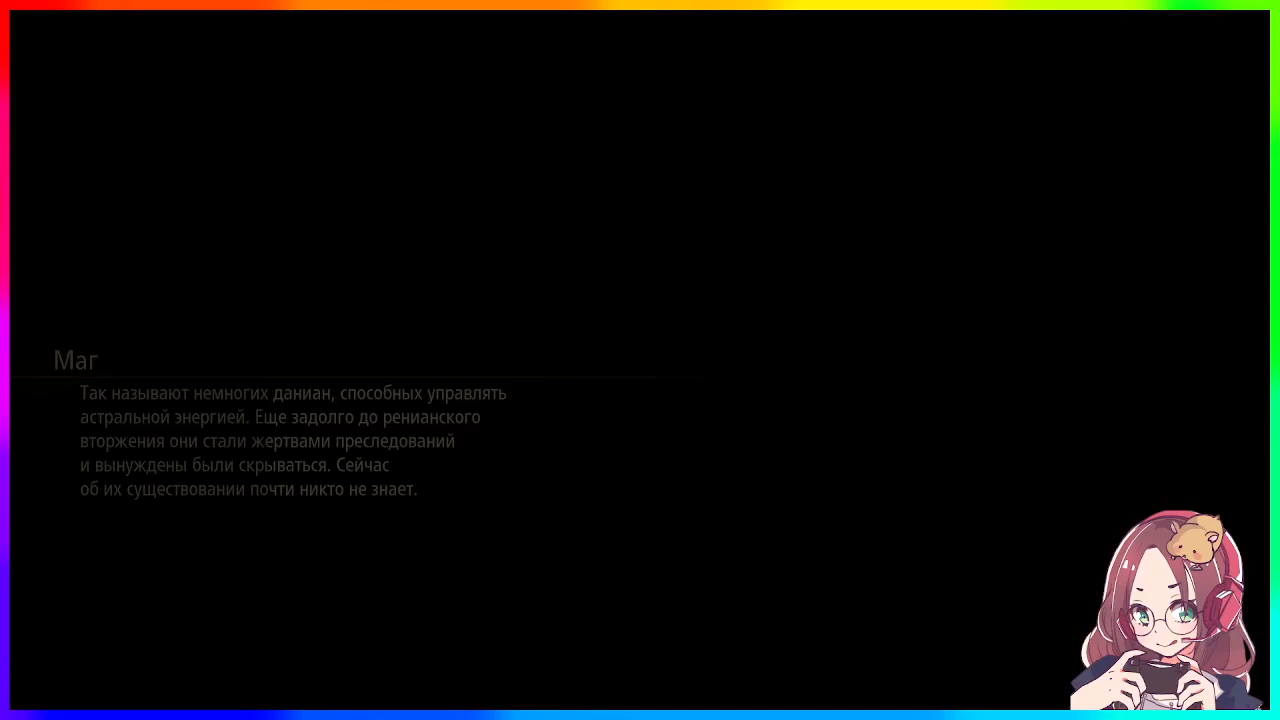 Маг
Так называют немногих даниан, способных управлять
астральной энергией. Еще задолго до ренианского
вторжения они стали жертвами преследований
и вынуждены были скрываться. Сейчас
об их существовании почти никто не знает.